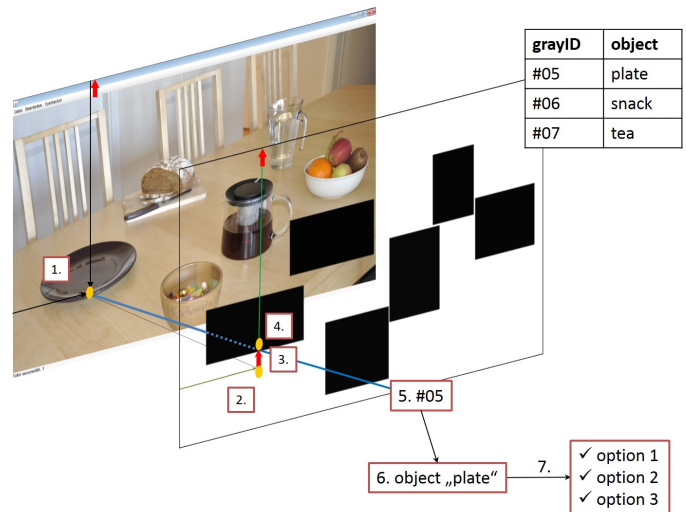 grayID object
#05 plate
#06 snack
#07 tea
1.
4.
3.
2.
5. #05
6. object „plate“
7.
✓ option 1
✓ option 2
✓ option 3